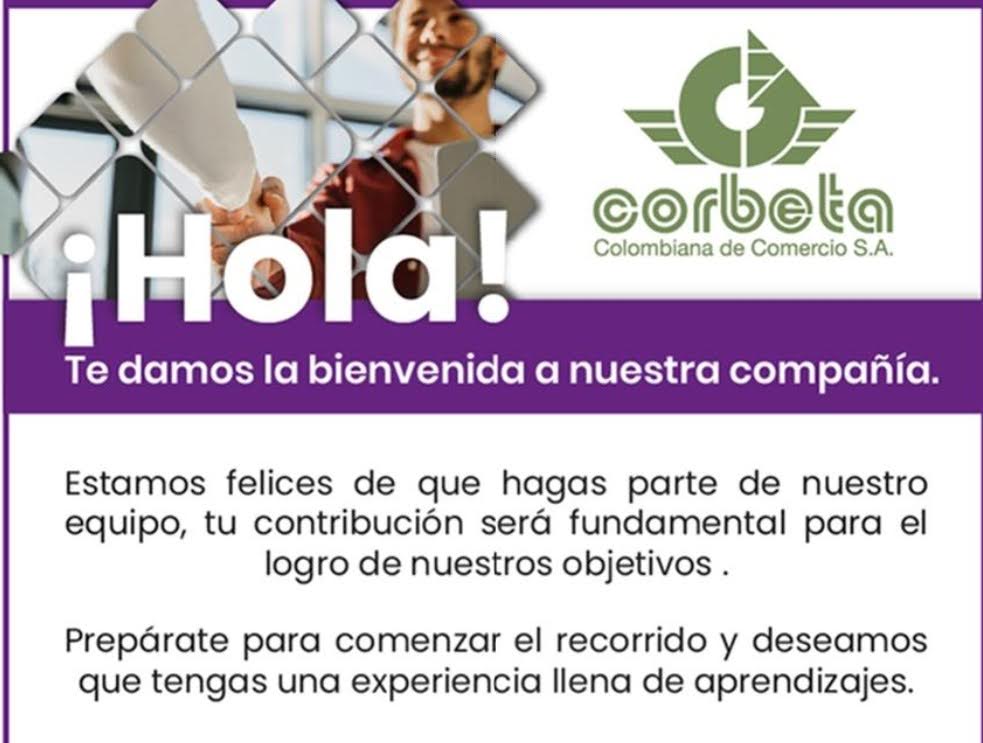 corbeta
Colombiana de Comercio S.A.
¡Hola!
Te damos la bienvenida a nuestra compañía.
Estamos felices de que hagas parte de nuestro
equipo, tu contribución será fundamental para el
logro de nuestros objetivos .
Prepárate para comenzar el recorrido y deseamos
que tengas una experiencia llena de aprendizajes.